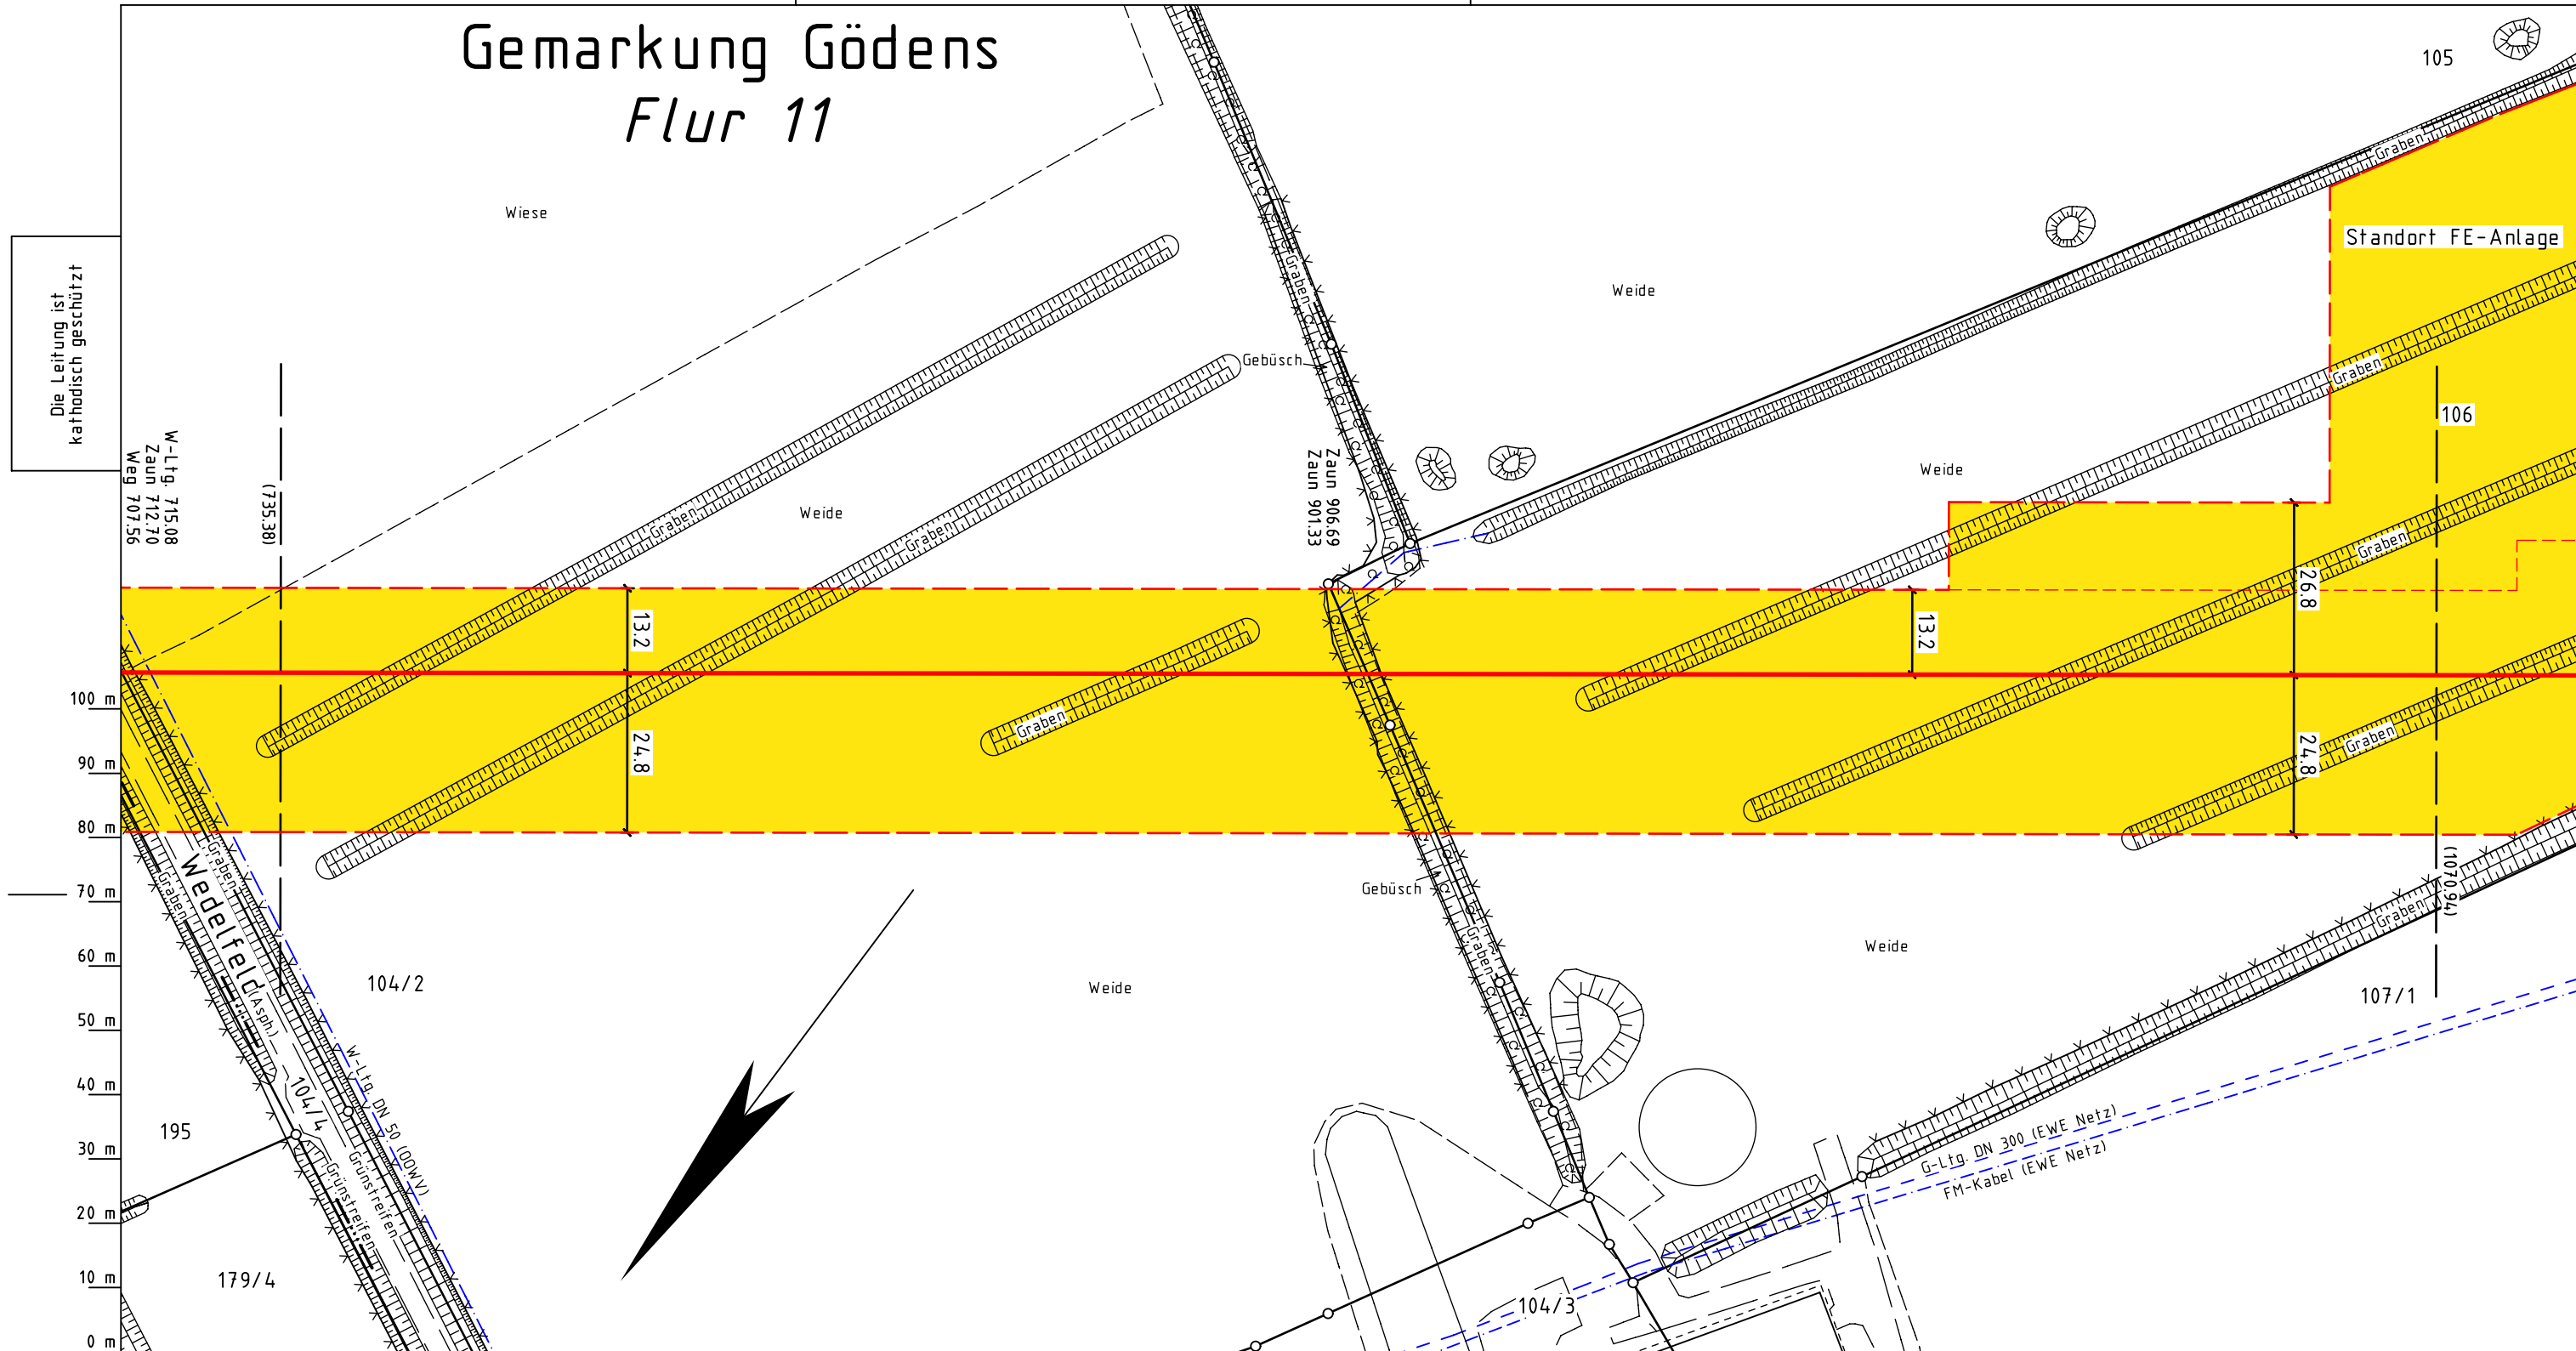 Gemarkung Gödens
Flur 11
105
Graben
Standort FE-Anlage
Wiese
Die Leitung ist
kathodisch geschützt
Graben
Weide
Gebüsch
Graben
106
W-Ltg. 715.08
Zaun 712.70
Weg 707.56
(735.38)
Graben
Weide
Graben
Zaun 906.69
Zaun 901.33
Weide
Graben
13.2
13.2
26.8
100 m
90 m
80 m
70 m
60 m
50 m
40 m
30 m
20 m
10 m
0 m
24.8
Graben
Graben
24.8
Graben
Graben
Wedelfeld
(Asph.)
104/2
Gebüsch
Graben
Weide
Weide
Graben
(1070.94)
107/1
195
104/4
W-Ltg. DN 50 (OOWV)
Grünstreifen
Grünstreifen
G-Ltg. DN 300 (EWE Netz)
FM-Kabel (EWE Netz)
179/4
104/3